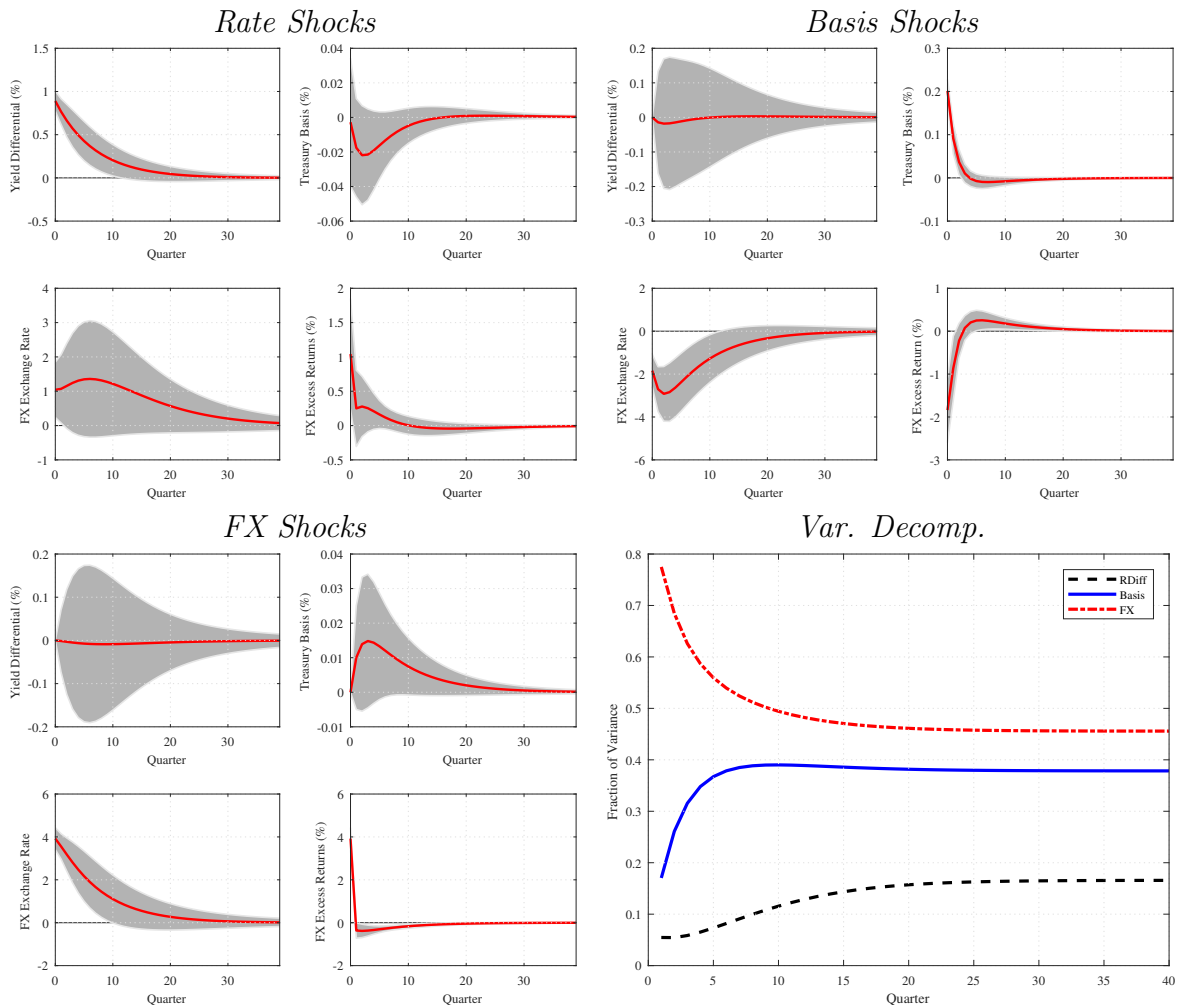 Rate Shocks
1.5
1
0.5
0
-0.5
0 10 20 30
Yield Differential (%)
Quarter
0.04
0.02
0
-0.02
-0.04
-0.06
0 10 20 30
Treasury Basis (%)
Quarter
4
3
2
1
0
-1
0 10 20 30
FX Exchange Rate
Quarter
2
1.5
1
0.5
0
-0.5
0 10 20 30
FX Excess Returns (%)
Quarter
Basis Shocks
0.2
0.1
0
-0.1
-0.2
-0.3
0 10 20 30
Yield Differential (%)
Quarter
0.3
0.2
0.1
0
-0.1
0 10 20 30
Treasury Basis (%)
Quarter
2
0
-2
-4
-6
0 10 20 30
FX Exchange Rate
Quarter
1
0
-1
-2
-3
0 10 20 30
FX Excess Return (%)
Quarter
FX Shocks
0.2
0.1
0
-0.1
-0.2
0 10 20 30
Yield Differential (%)
Quarter
0.04
0.03
0.02
0.01
0
-0.01
0 10 20 30
Treasury Basis (%)
Quarter
6
4
2
0
-2
0 10 20 30
FX Exchange Rate
Quarter
6
4
2
0
-2
0 10 20 30
FX Excess Returns (%)
Quarter
Var. Decomp.
0.8
0.7
0.6
0.5
0.4
0.3
0.2
0.1
0
0 5 10 15 20 25 30 35 40
Fraction of Variance
Quarter
RDiff
Basis
FX